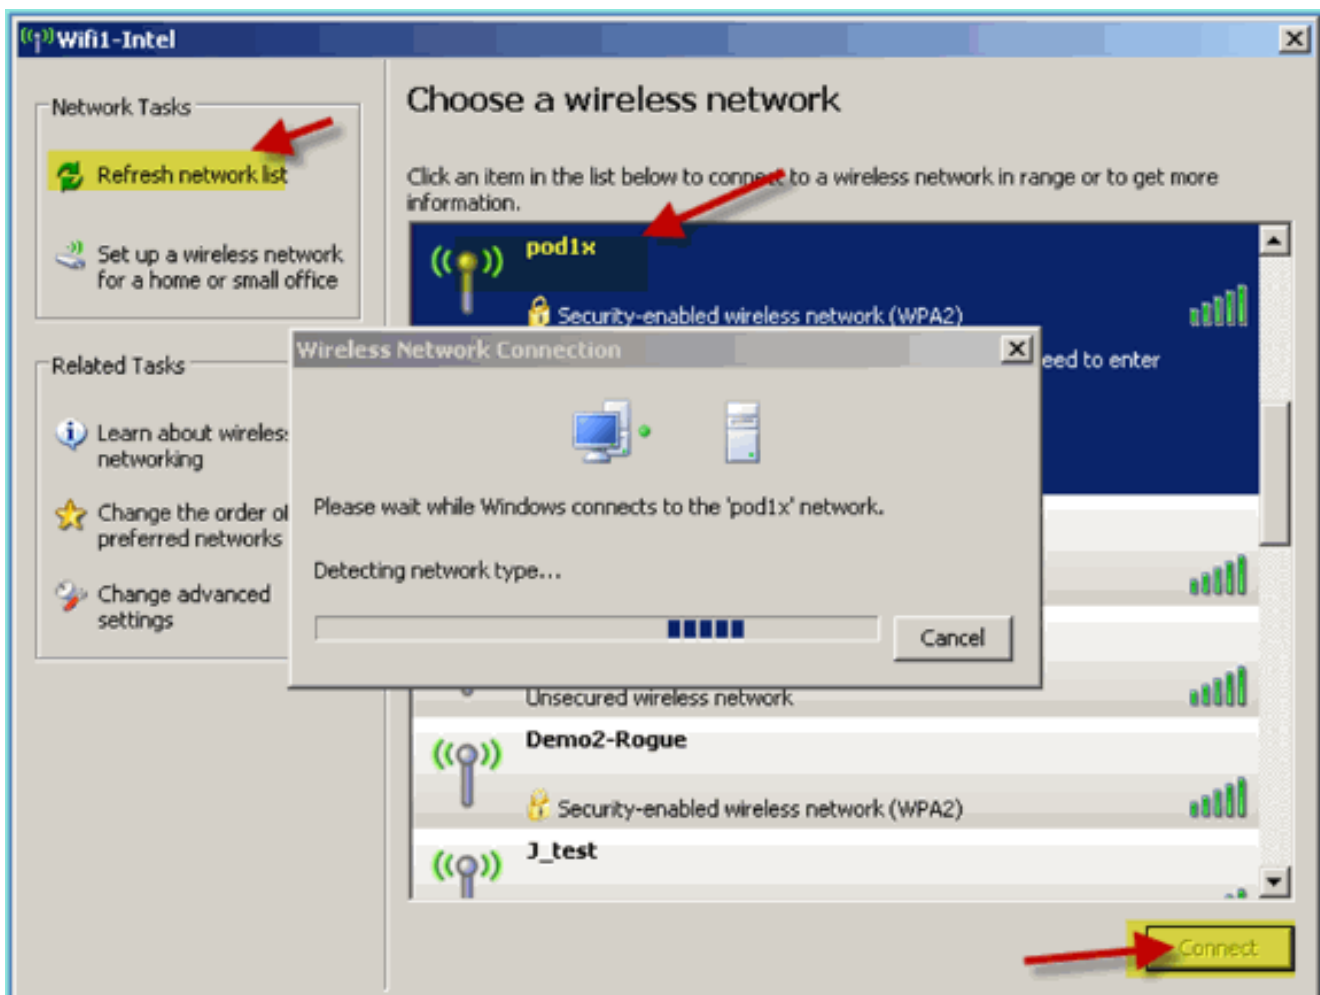 Wifi1-Intel
Network Tasks
Refresh network list
Set up a wireless network
for a home or small office
Related Tasks
Learn about wireless
networking
Change the order of
preferred networks
Change advanced
settings
Choose a wireless network
Click an item in the list below to connect to a wireless network in range or to get more
information.
pod1x
Security-enabled wireless network (WPA2)
eed to enter
Wireless Network Connection
Please wait while Windows connects to the 'pod1x' network.
Detecting network type...
Cancel
Unsecured wireless network
Demo2-Rogue
Security-enabled wireless network (WPA2)
J_test
Connect